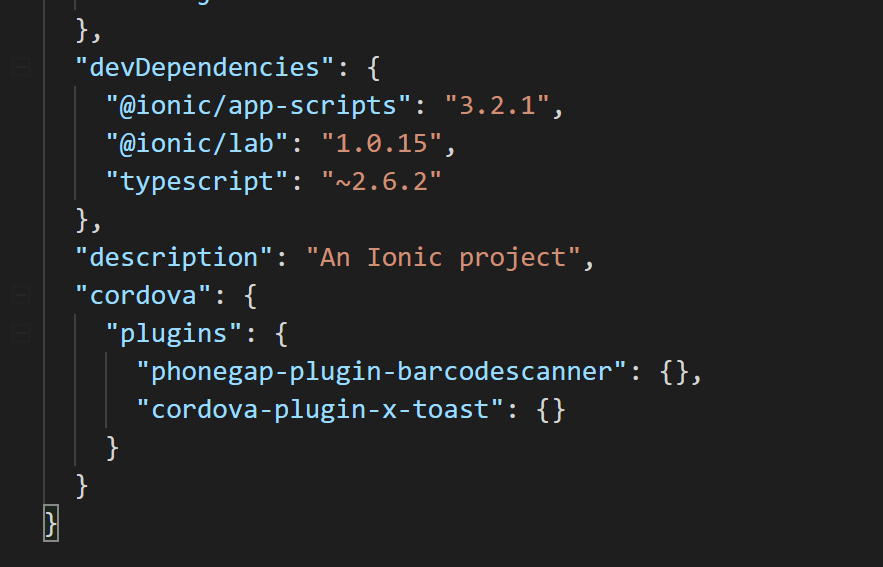 },
"devDependencies": {
"@ionic/app-scripts": "3.2.1",
"@ionic/lab": "1.0.15",
"typescript": "~2.6.2"
},
"description": "An Ionic project",
"cordova": {
"plugins": {
"phonegap-plugin-barcodescanner": {},
"cordova-plugin-x-toast": {}
}
}
}